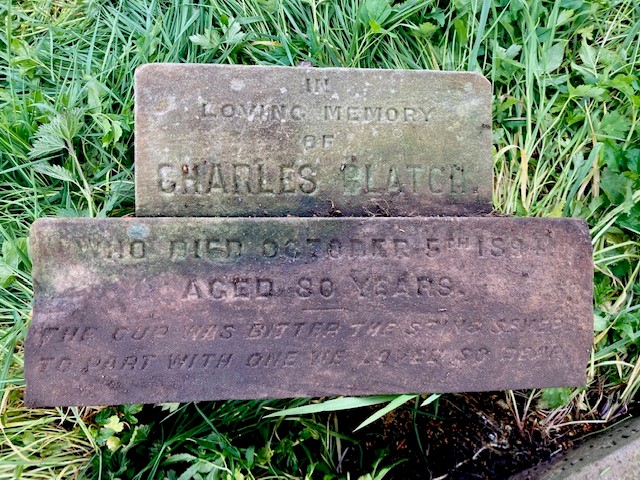 IN
LOVING MEMORY
OF
CHARLES BLATCH.
WHO DIED OCTOBER 5TH
AGED 80 YEARS.
THE CUP WAS BITTER THE STING SEVERE
TO PART WITH ONE WE LOVED SO DEAR